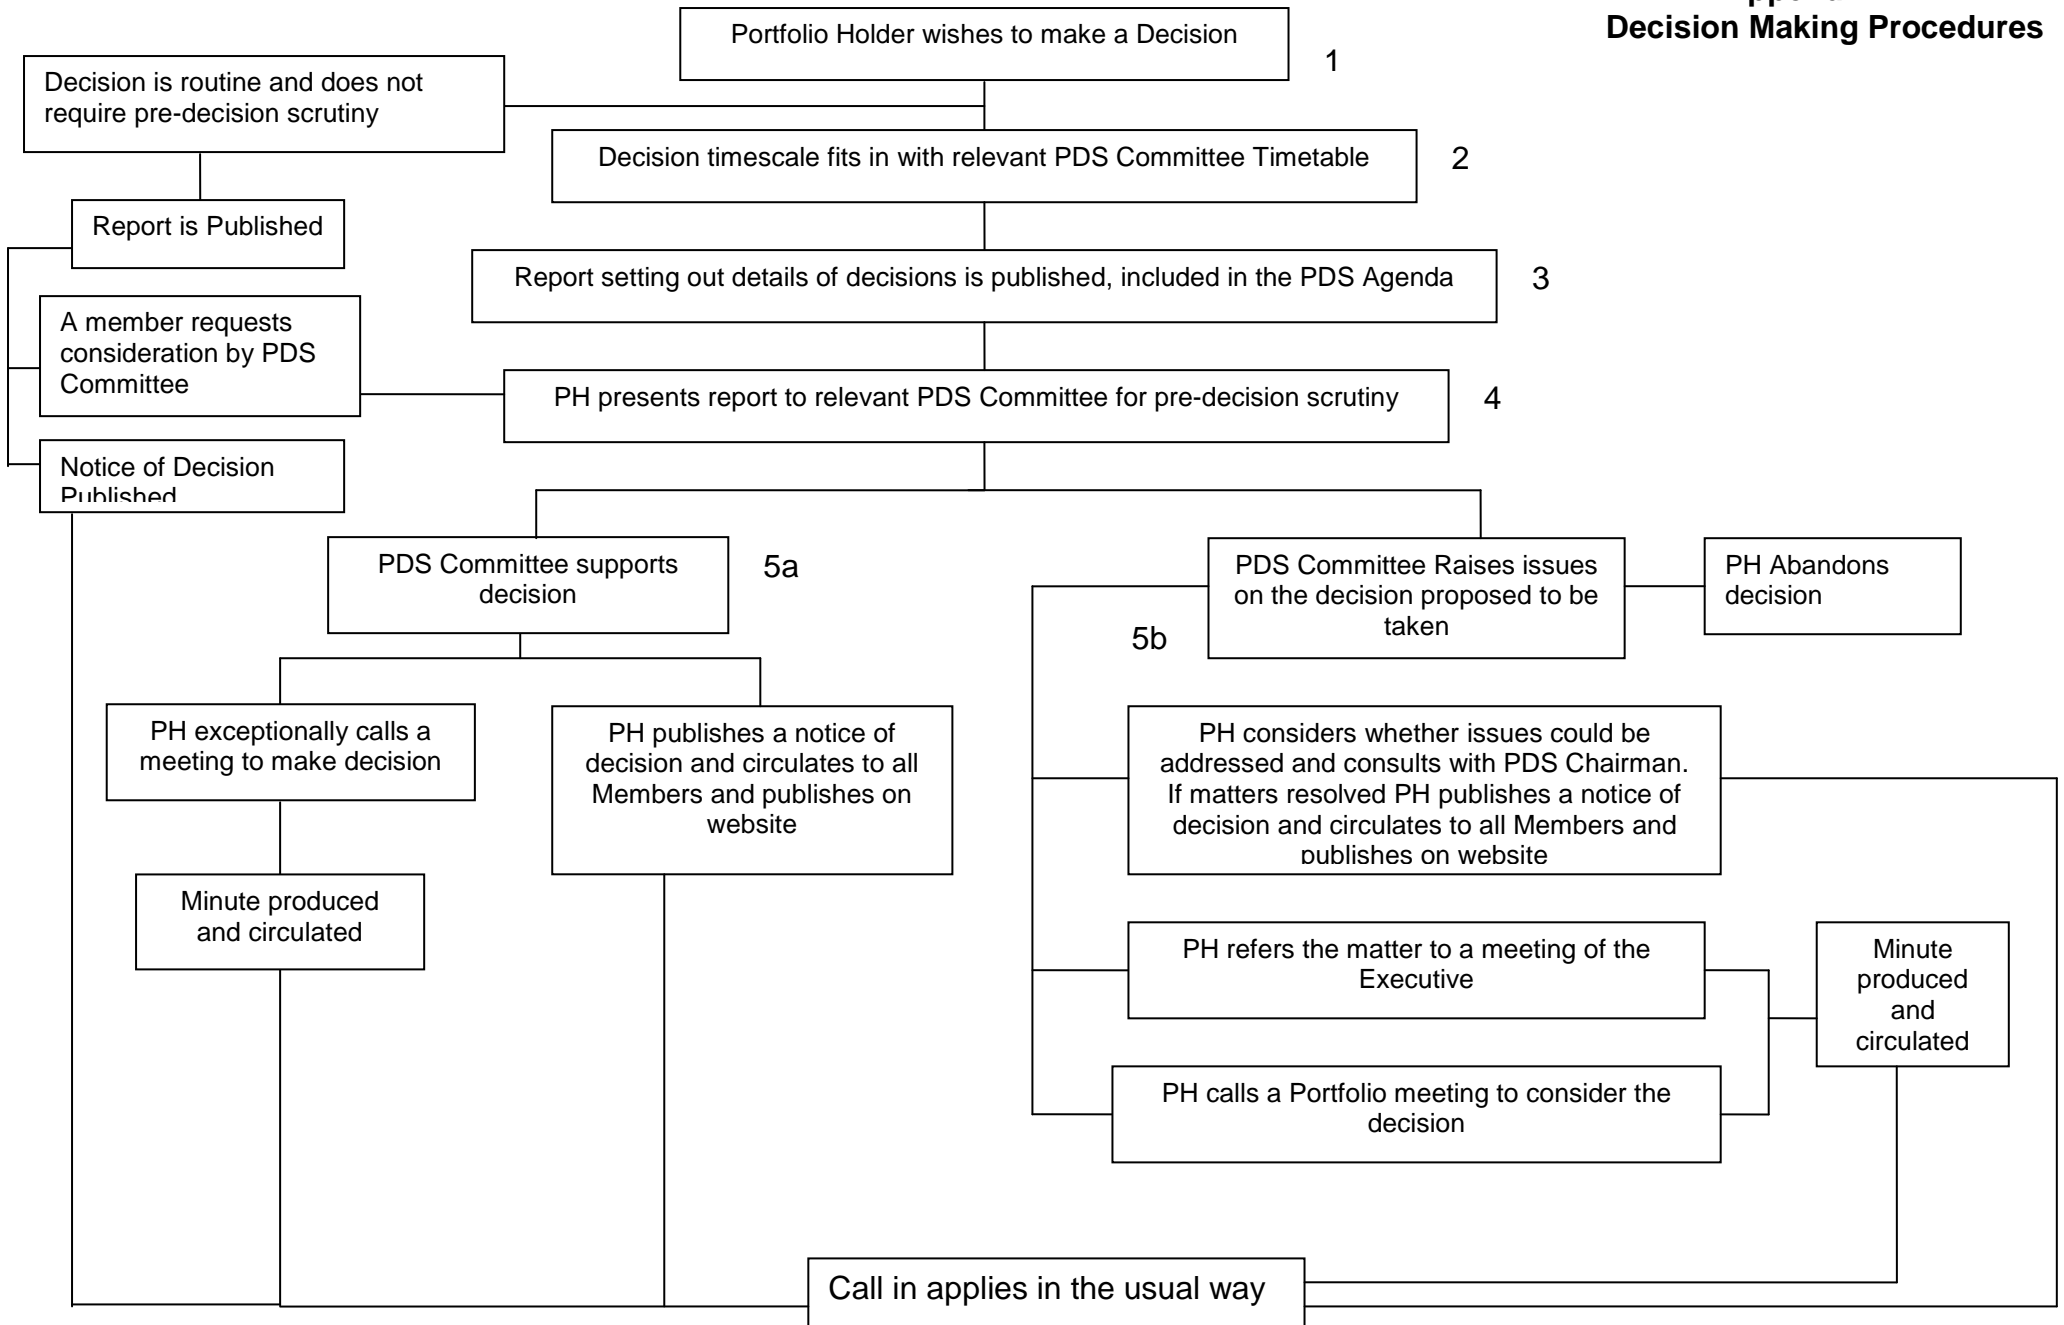 Decision Making Procedures
Portfolio Holder wishes to make a Decision
1
Decision is routine and does not
require pre-decision scrutiny
Decision timescale fits in with relevant PDS Committee Timetable
2
Report is Published
Report setting out details of decisions is published, included in the PDS Agenda
3
A member requests
consideration by PDS
Committee
PH presents report to relevant PDS Committee for pre-decision scrutiny
4
Notice of Decision
Published
PDS Committee supports
decision
5a
PDS Committee Raises issues
on the decision proposed to be
taken
5b
PH Abandons
decision
PH exceptionally calls a
meeting to make decision
PH publishes a notice of
decision and circulates to all
Members and publishes on
website
PH considers whether issues could be
addressed and consults with PDS Chairman.
If matters resolved PH publishes a notice of
decision and circulates to all Members and
publishes on website
Minute produced
and circulated
PH refers the matter to a meeting of the
Executive
Minute
produced
and
circulated
PH calls a Portfolio meeting to consider the
decision
Call in applies in the usual way